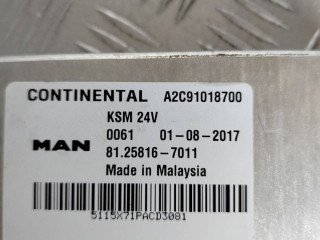 CONTINENTAL A2C91018700
KSM 24V
0061 01-08-2017
MAN 81.25816-7011
Made in Malaysia
5115X71PACD3081